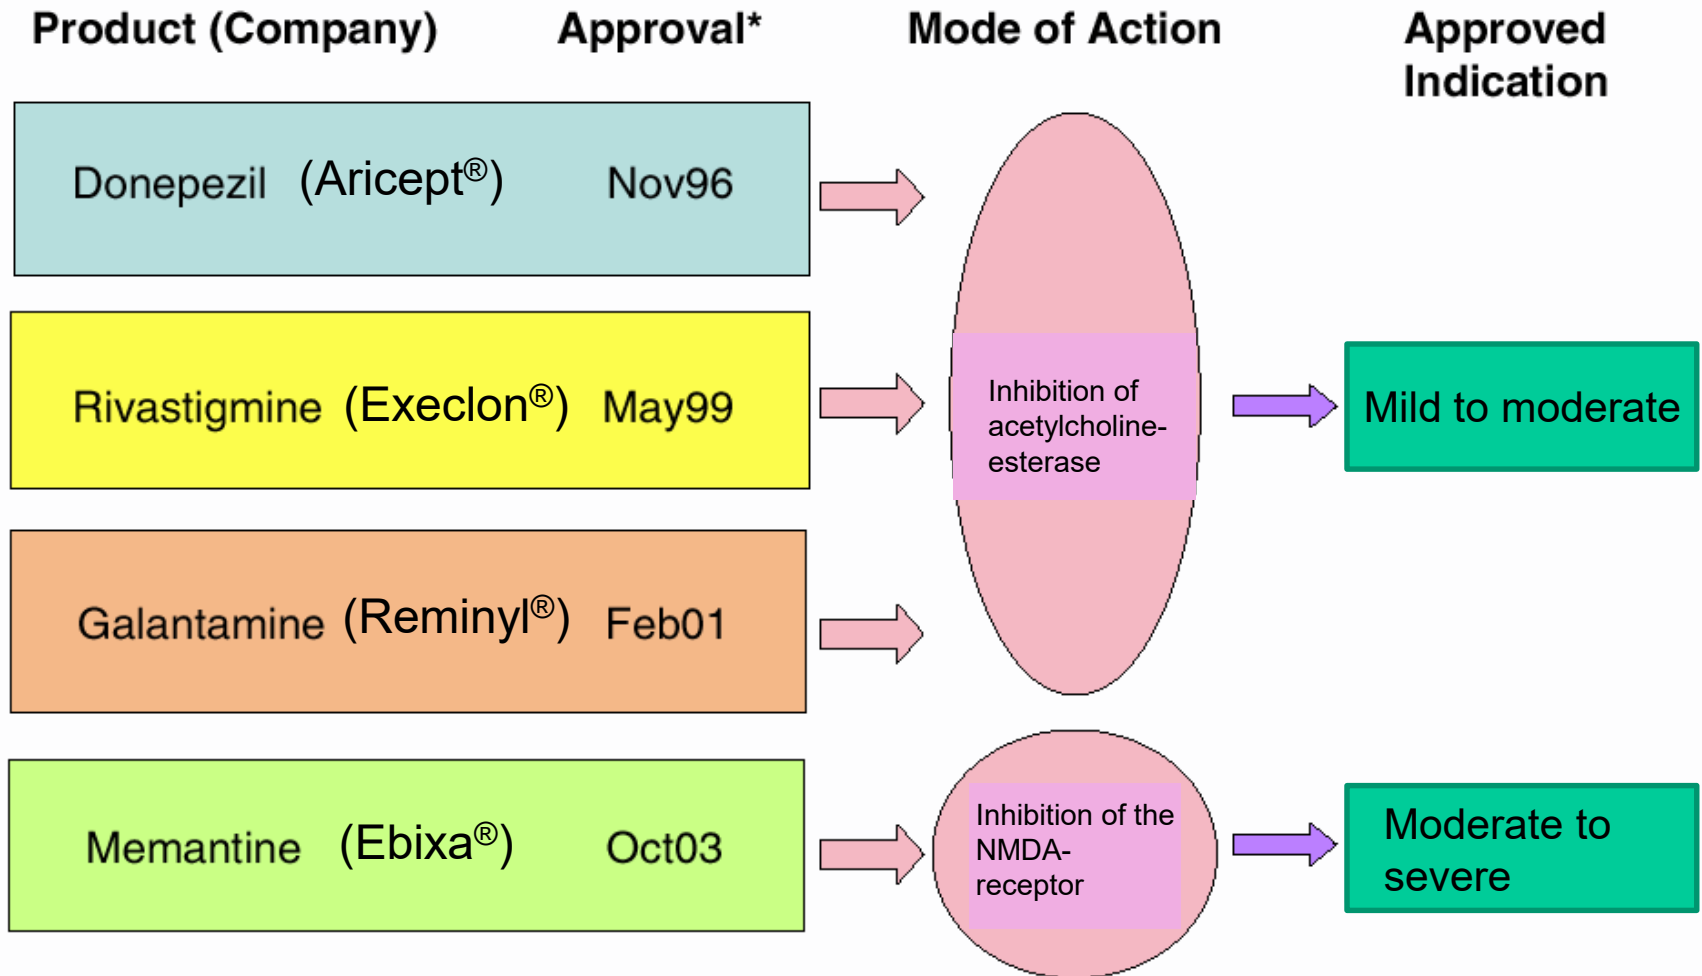 Product (Company) Approval* Mode of Action Approved
Indication
Donepezil (Aricept®) Nov96
Rivastigmine (Execlon®) May99
Inhibition of
acetylcholine-
esterase
Mild to moderate
Galantamine (Reminyl®) Feb01
Memantine (Ebixa®) Oct03
Inhibition of the
NMDA-
receptor
Moderate to
severe